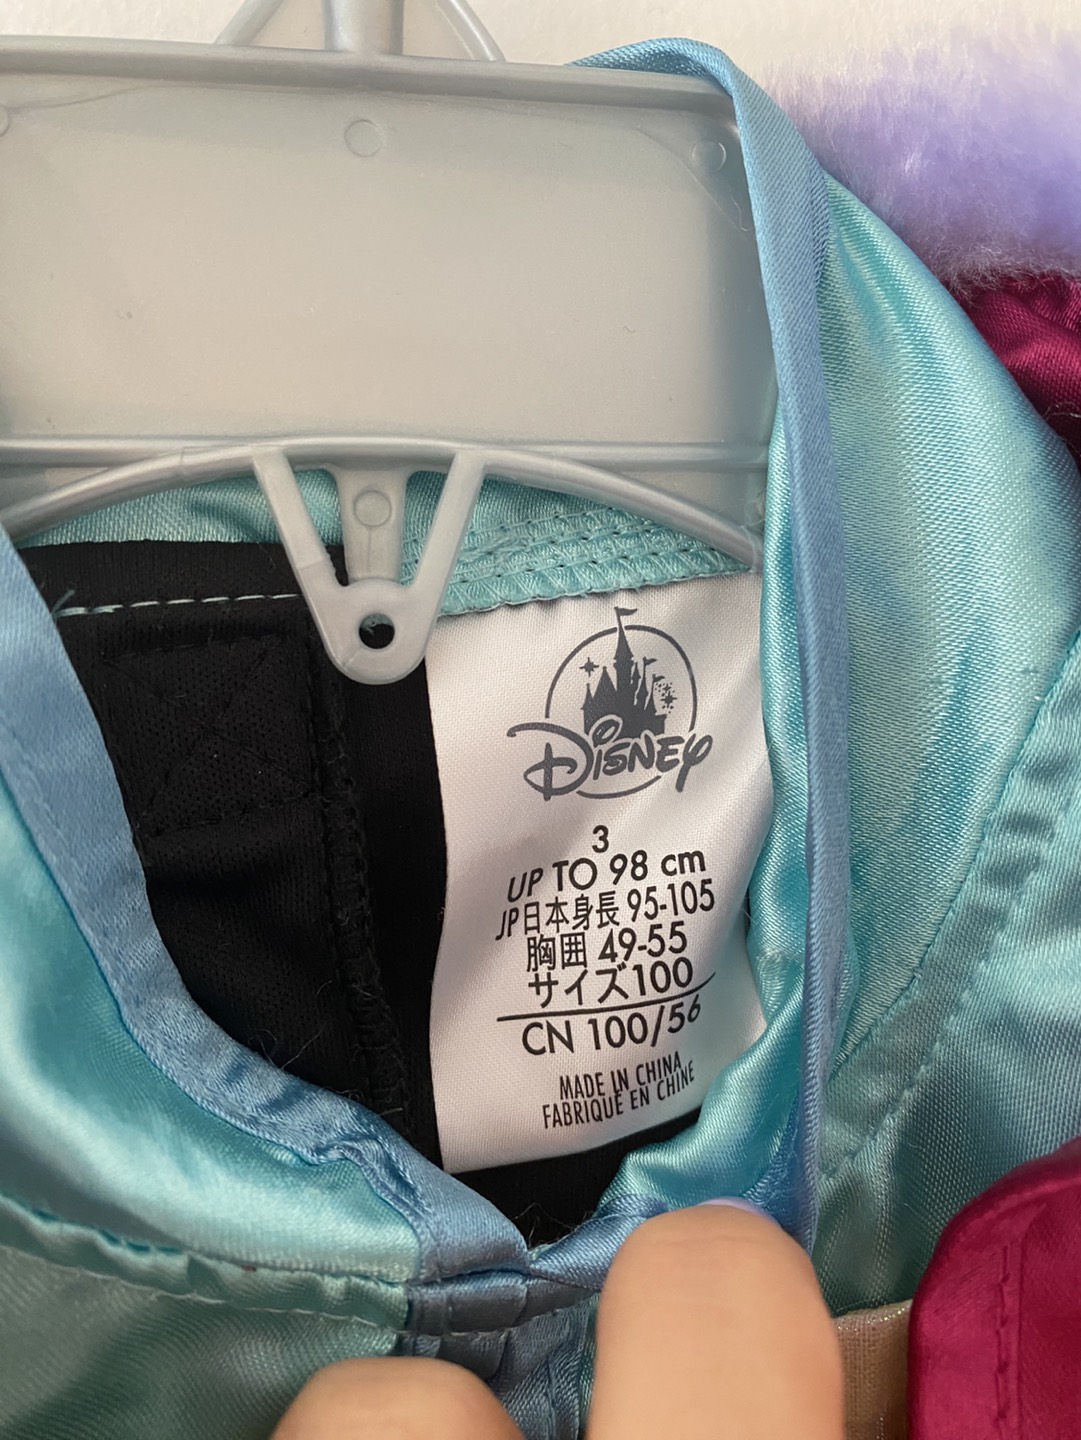 Disney
3
UP TO 98 cm
JP日本身長 95-105
胸囲 49-55
サイズ100
CN 100/56
MADE IN CHINA
FABRIQUÉ EN CHINE